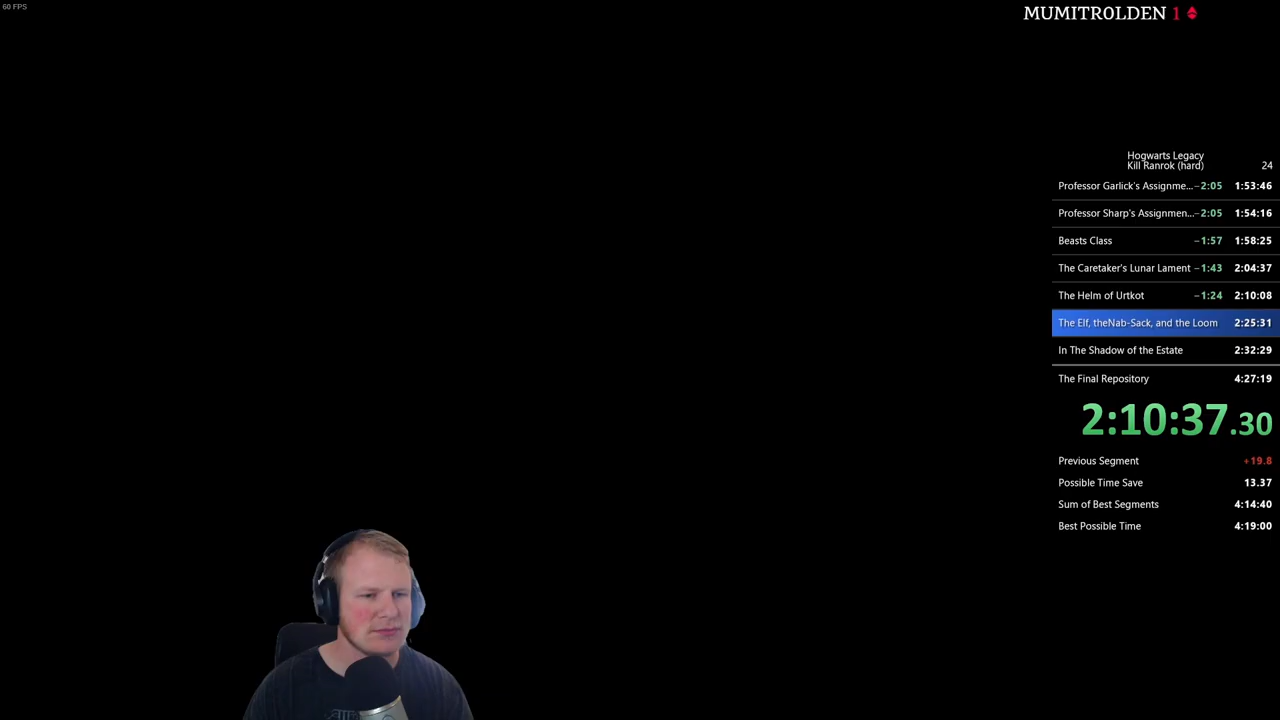 60 FPS
MUMITROLDEN 1
Hogwarts Legacy
Kill Ranrok (hard) 24
Professor Garlick's Assignme... −2:05 1:53:46
Professor Sharp's Assignmen... −2:05 1:54:16
Beasts Class −1:57 1:58:25
The Caretaker's Lunar Lament −1:43 2:04:37
The Helm of Urtkot −1:24 2:10:08
The Elf, theNab-Sack, and the Loom 2:25:31
In The Shadow of the Estate 2:32:29
The Final Repository 4:27:19
2:10:37.30
Previous Segment +19.8
Possible Time Save 13.37
Sum of Best Segments 4:14:40
Best Possible Time 4:19:00